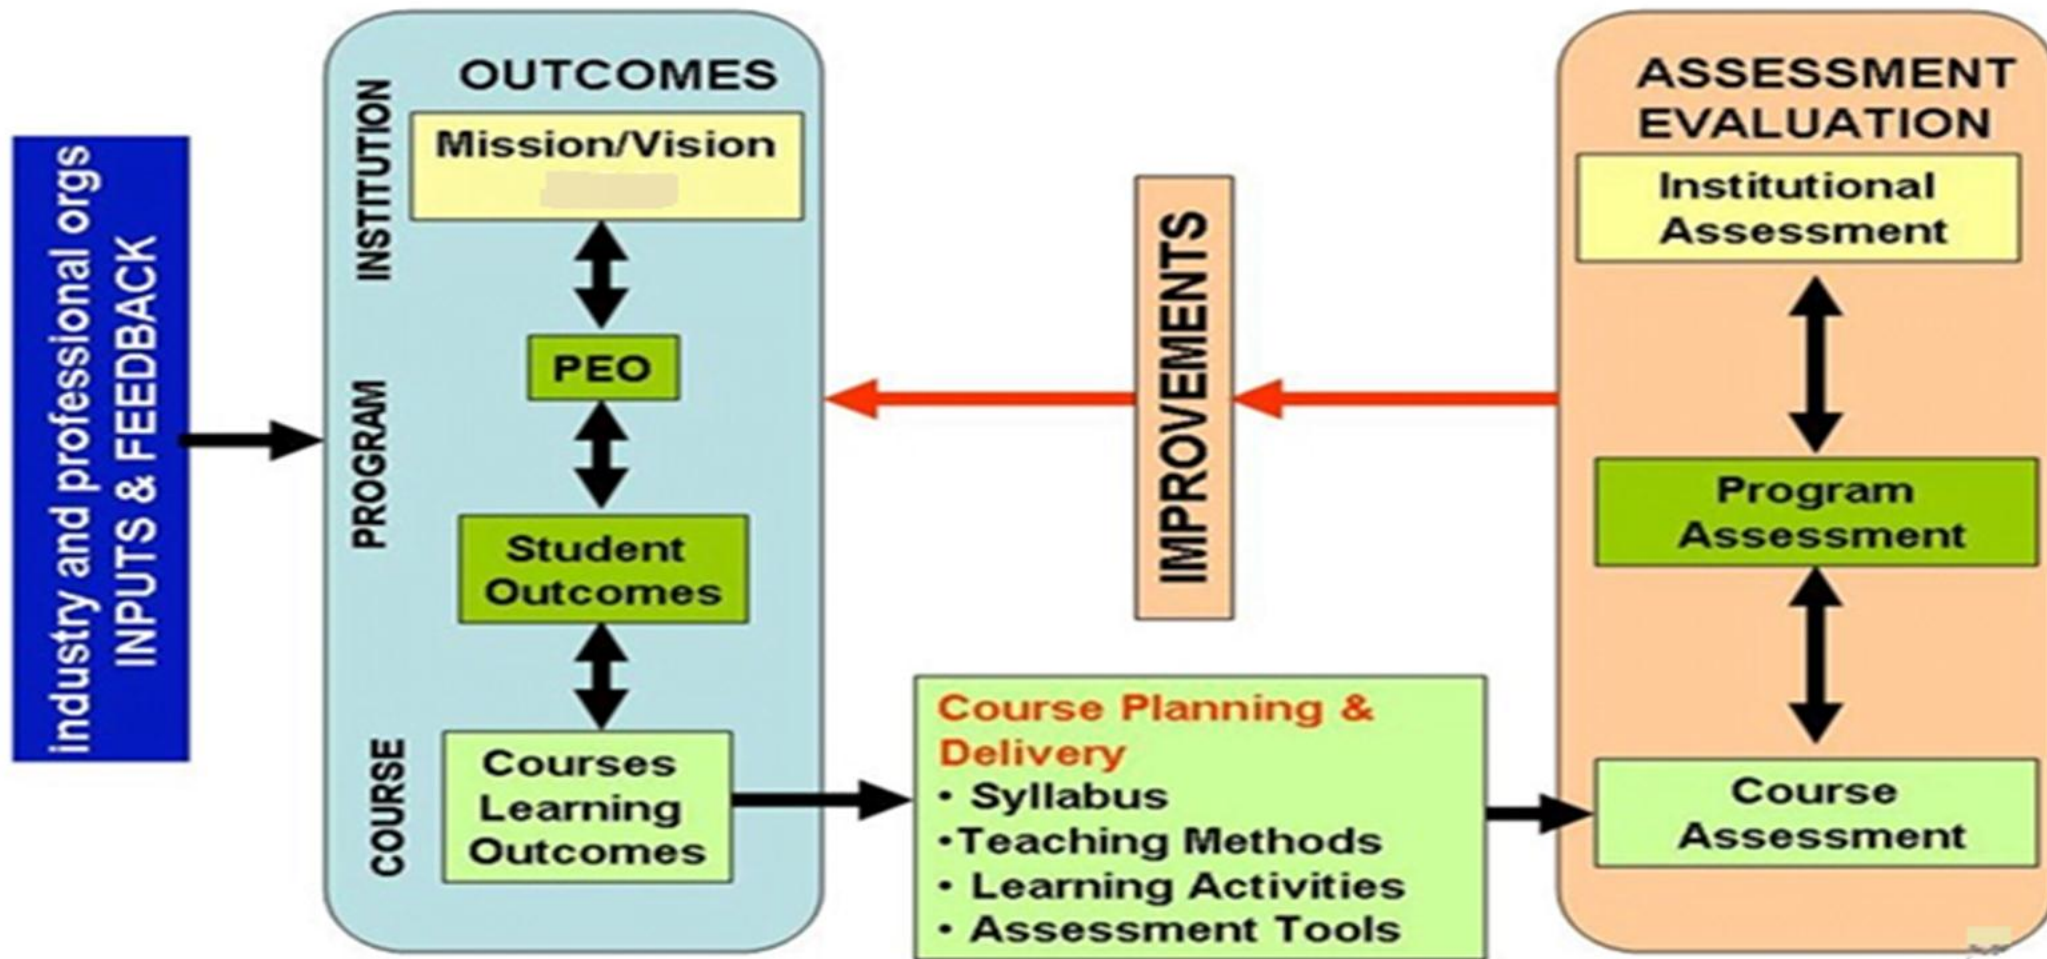 industry and professional orgs
INPUTS & FEEDBACK
OUTCOMES
INSTITUTION
Mission/Vision
PEO
PROGRAM
Student
Outcomes
COURSE
Courses
Learning
Outcomes
IMPROVEMENTS
Course Planning &
Delivery
• Syllabus
•Teaching Methods
• Learning Activities
• Assessment Tools
ASSESSMENT
EVALUATION
Institutional
Assessment
Program
Assessment
Course
Assessment